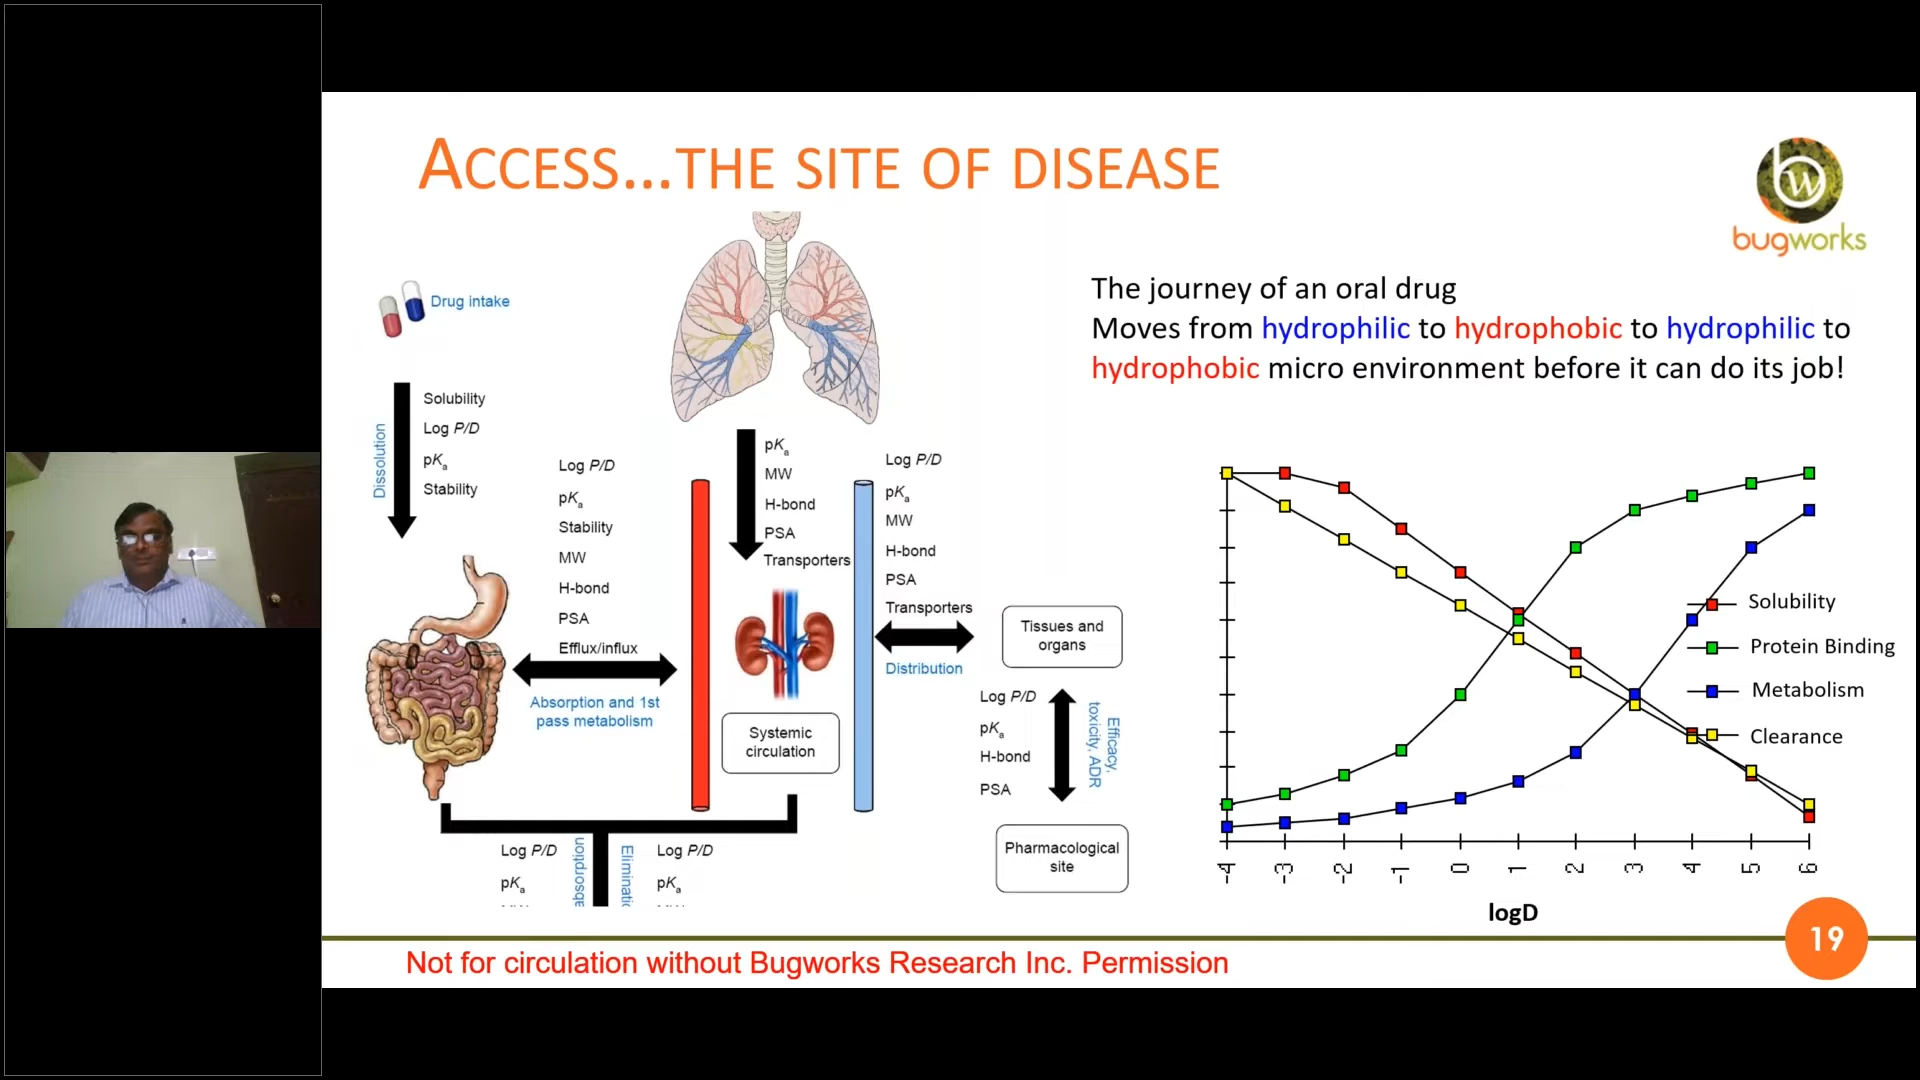 ACCESS...THE SITE OF DISEASE
bw
bugworks
Drug intake
Dissolution
Solubility
Log P/D
pKa
Stability
Log P/D
pKa
Stability
MW
H-bond
PSA
Efflux/influx
Absorption and 1st
pass metabolism
pKa
MW
H-bond
PSA
Transporters
Systemic
circulation
Log P/D
pKa
MW
H-bond
PSA
Transporters
Distribution
Tissues and
organs
Log P/D
pKa
H-bond
PSA
Efficacy,
toxicity, ADR
Pharmacological
site
Log P/D
pKa
Log P/D
pKa
The journey of an oral drug
Moves from hydrophilic to hydrophobic to hydrophilic to
hydrophobic micro environment before it can do its job!
Solubility
Protein Binding
Metabolism
Clearance
-4 -3 -2 -1 0 1 2 3 4 5 6
logD
19
Not for circulation without Bugworks Research Inc. Permission